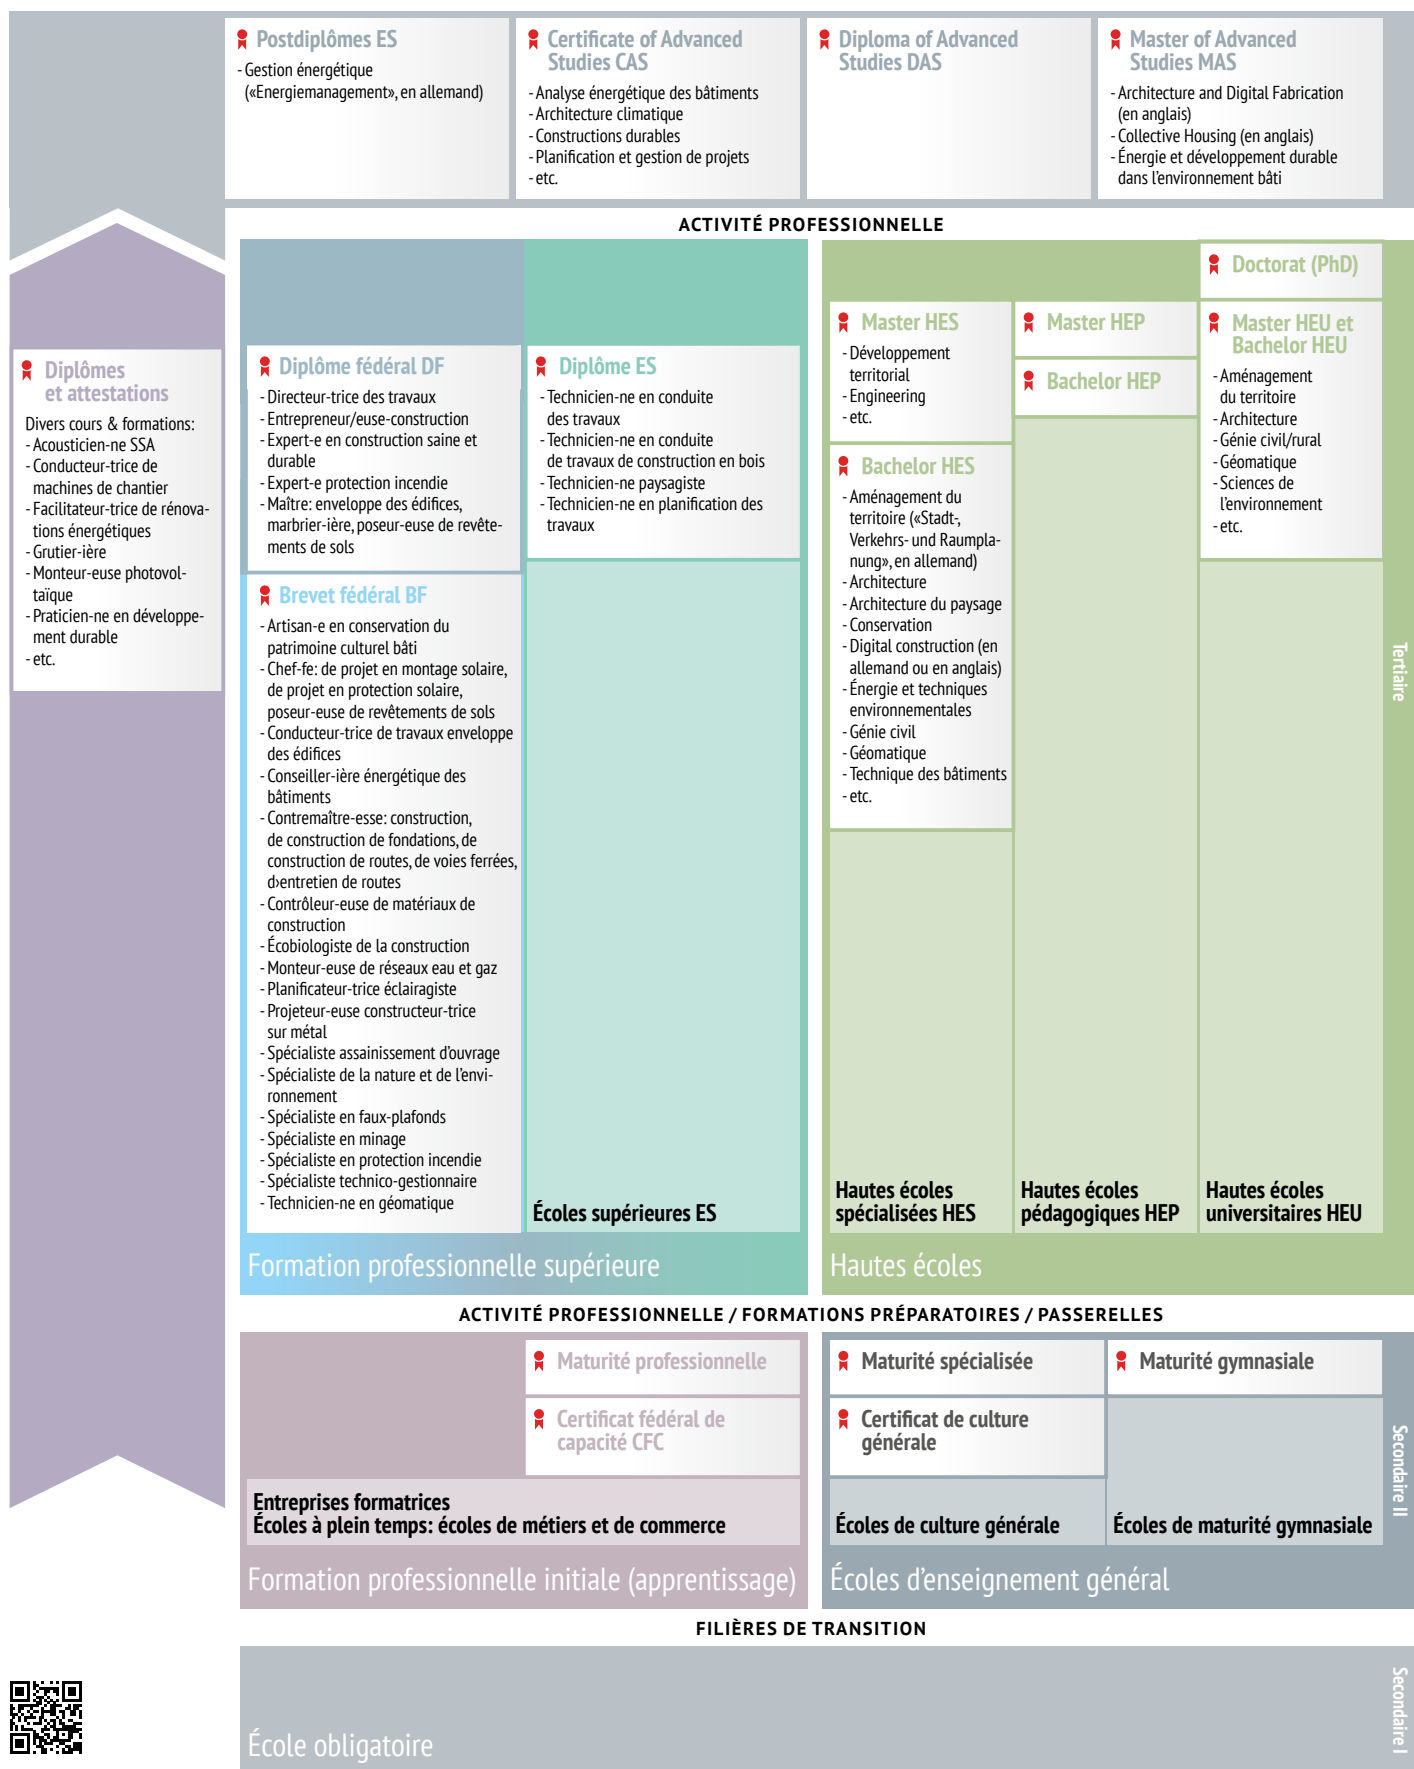 Postdiplômes ES
- Gestion énergétique
(«Energiemanagement», en allemand)
Certificate of Advanced
Studies CAS
- Analyse énergétique des bâtiments
- Architecture climatique
- Constructions durables
- Planification et gestion de projets
- etc.
Diploma of Advanced
Studies DAS
Master of Advanced
Studies MAS
- Architecture and Digital Fabrication
(en anglais)
- Collective Housing (en anglais)
- Énergie et développement durable
dans l'environnement bâti
ACTIVITÉ PROFESSIONNELLE
Diplômes
et attestations
Divers cours & formations:
- Acousticien-ne SSA
- Conducteur-trice de
machines de chantier
- Facilitateur-trice de rénova-
tions énergétiques
- Grutier-ière
- Monteur-euse photovol-
taïque
- Praticien-ne en développe-
ment durable
- etc.
Diplôme fédéral DF
- Directeur-trice des travaux
- Entrepreneur/euse-construction
- Expert-e en construction saine et
durable
- Expert-e protection incendie
- Maître: enveloppe des édifices,
marbrier-ière, poseur-euse de revête-
ments de sols
Brevet fédéral BF
- Artisan-e en conservation du
patrimoine culturel bâti
- Chef-fe: de projet en montage solaire,
de projet en protection solaire,
poseur-euse de revêtements de sols
- Conducteur-trice de travaux enveloppe
des édifices
- Conseiller-ière énergétique des
bâtiments
- Contremaître-esse: construction,
de construction de fondations, de
construction de routes, de voies ferrées,
d›entretien de routes
- Contrôleur-euse de matériaux de
construction
- Écobiologiste de la construction
- Monteur-euse de réseaux eau et gaz
- Planificateur-trice éclairagiste
- Projeteur-euse constructeur-trice
sur métal
- Spécialiste assainissement d'ouvrage
- Spécialiste de la nature et de l'envi-
ronnement
- Spécialiste en faux-plafonds
- Spécialiste en minage
- Spécialiste en protection incendie
- Spécialiste technico-gestionnaire
- Technicien-ne en géomatique
Diplôme ES
- Technicien-ne en conduite
des travaux
- Technicien-ne en conduite
de travaux de construction en bois
- Technicien-ne paysagiste
- Technicien-ne en planification des
travaux
Écoles supérieures ES
Formation professionnelle supérieure
Master HES
- Développement
territorial
- Engineering
- etc.
Bachelor HES
- Aménagement du
territoire («Stadt-,
Verkehrs- und Raumpla-
nung», en allemand)
- Architecture
- Architecture du paysage
- Conservation
- Digital construction (en
allemand ou en anglais)
- Énergie et techniques
environnementales
- Génie civil
- Géomatique
- Technique des bâtiments
- etc.
Hautes écoles
spécialisées HES
Master HEP
Bachelor HEP
Hautes écoles
pédagogiques HEP
Doctorat (PhD)
Master HEU et
Bachelor HEU
- Aménagement
du territoire
- Architecture
- Génie civil/rural
- Géomatique
- Sciences de
l'environnement
- etc.
Hautes écoles
universitaires HEU
Hautes écoles
Tertiaire
ACTIVITÉ PROFESSIONNELLE / FORMATIONS PRÉPARATOIRES / PASSERELLES
Maturité professionnelle
Certificat fédéral de
capacité CFC
Entreprises formatrices
Écoles à plein temps: écoles de métiers et de commerce
Formation professionnelle initiale (apprentissage)
Maturité spécialisée
Certificat de culture
générale
Écoles de culture générale
Maturité gymnasiale
Écoles de maturité gymnasiale
Écoles d'enseignement général
Secondaire II
FILIÈRES DE TRANSITION
École obligatoire
Secondaire I